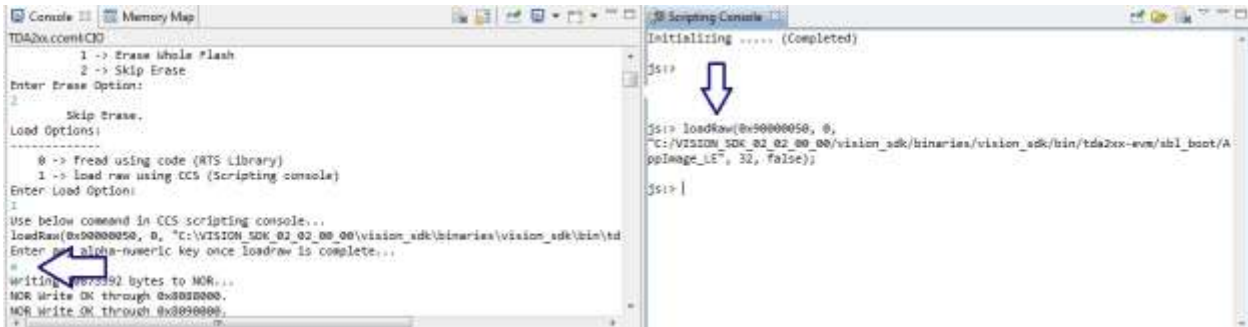 Console
Memory Map
TDA2xx.ccxml:CIO
1 -> Erase Whole Flash
2 -> Skip Erase
Enter Erase Option:
2
Skip Erase.
Load Options:
-------------
0 -> fread using code (RTS Library)
1 -> load raw using CCS (Scripting console)
Enter Load Option:
1
Use below command in CCS scripting console...
loadRaw(0x90000050, 0, "C:\VISION_SDK_02_02_00_00\vision_sdk\binaries\vision_sdk\bin\td
Enter any alpha-numeric key once loadraw is complete...
Writing bytes to NOR...
NOR Write OK through 0x8088000.
NOR Write OK through 0x8090000.
Scripting Console
Initializing ..... (Completed)
js:>
js:> loadRaw(0x90000050, 0,
"C:/VISION_SDK_02_02_00_00/vision_sdk/binaries/vision_sdk/bin/tda2xx-evm/sbl_boot/A
ppImage_LE", 32, false);
js:>